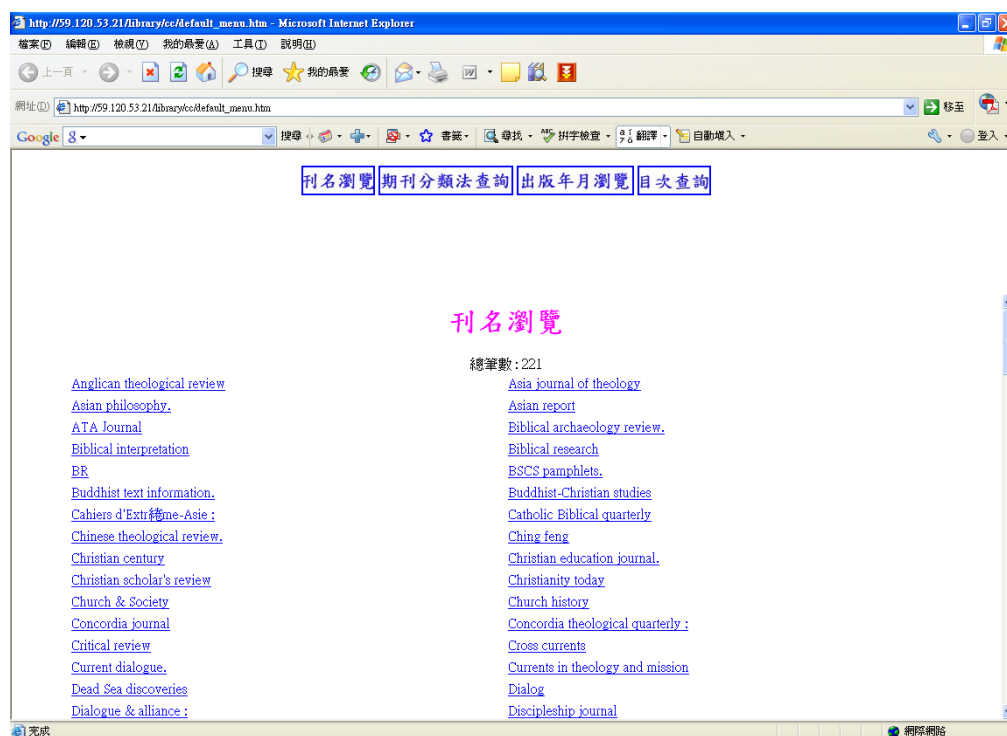 http://59.120.53.21/library/cc/default_menu.htm - Microsoft Internet Explorer
檔案(F) 編輯(E) 檢視(V) 我的最愛(A) 工具(T) 說明(H)
上一頁 搜尋 我的最愛
網址(D) http://59.120.53.21/library/cc/default_menu.htm 移至
Google 搜尋 書籤 尋找 拼字檢查 翻譯 自動填入 登入
刊名瀏覽 期刊分類法查詢 出版年月瀏覽 目次查詢
刊名瀏覽
總筆數:221
Anglican theological review Asia journal of theology
Asian philosophy. Asian report
ATA Journal Biblical archaeology review.
Biblical interpretation Biblical research
BR BSCS pamphlets.
Buddhist text information. Buddhist-Christian studies
Cahiers d'Extr綣me-Asie : Catholic Biblical quarterly
Chinese theological review. Ching feng
Christian century Christian education journal.
Christian scholar's review Christianity today
Church & Society Church history
Concordia journal Concordia theological quarterly :
Critical review Cross currents
Current dialogue. Currents in theology and mission
Dead Sea discoveries Dialog
Dialogue & alliance : Discipleship journal
完成 網際網路